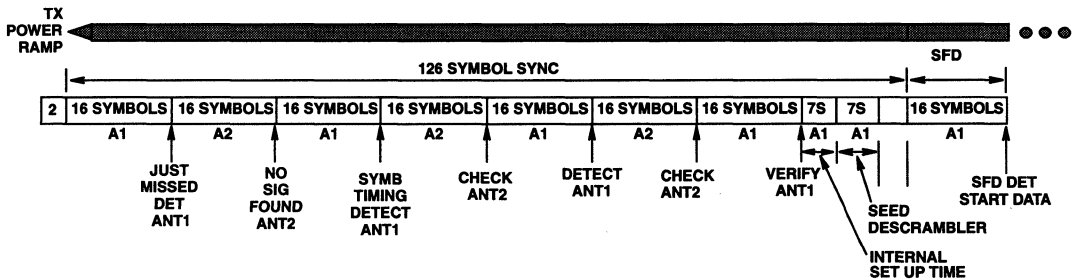 TX
POWER
RAMP
SFD
126 SYMBOL SYNC
2 16 SYMBOLS 16 SYMBOLS 16 SYMBOLS 16 SYMBOLS 16 SYMBOLS 16 SYMBOLS 16 SYMBOLS 7S 7S 16 SYMBOLS
A1 A2 A1 A2 A1 A2 A1 A1 A1 A1
JUST
MISSED
DET
ANT1
NO
SIG
FOUND
ANT2
SYMB
TIMING
DETECT
ANT1
CHECK
ANT2
DETECT
ANT1
CHECK
ANT2
VERIFY
ANT1
SEED
DESCRAMBLER
INTERNAL
SET UP TIME
SFD DET
START DATA